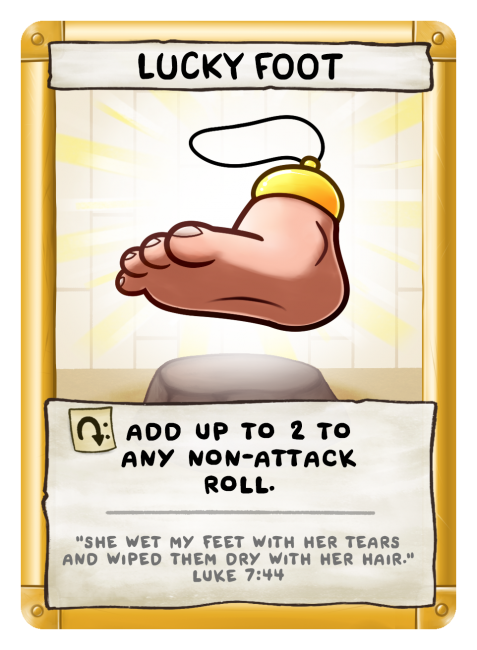 LUCKY FOOT
ADD UP TO 2 TO
ANY NON-ATTACK
ROLL.
"SHE WET MY FEET WITH HER TEARS
AND WIPED THEM DRY WITH HER HAIR."
LUKE 7:44